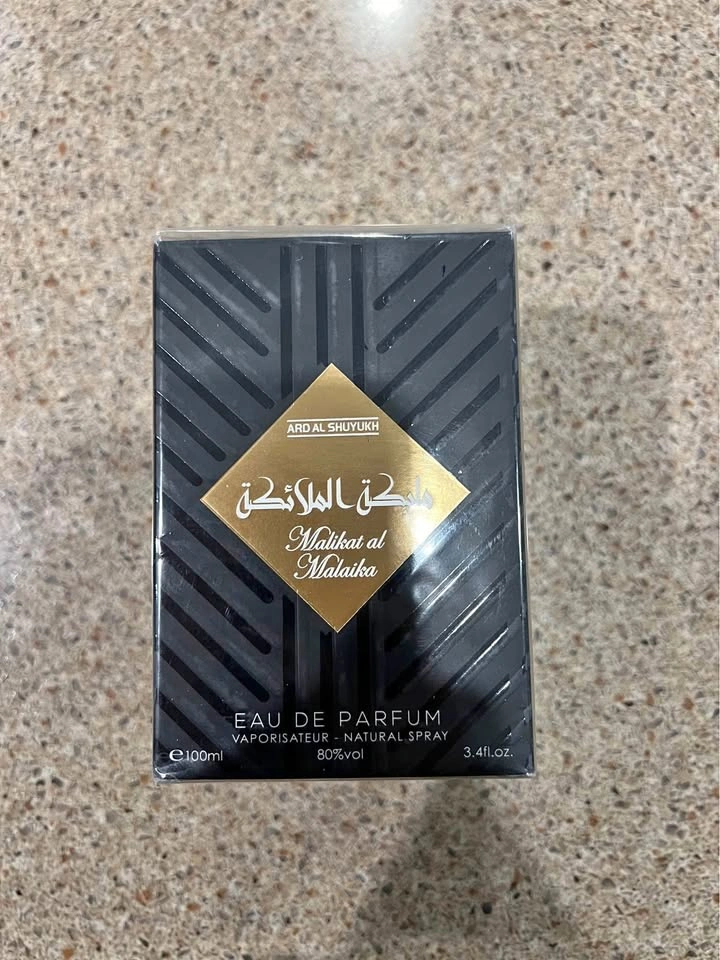 ARD AL SHUYUKH
مليكة الملائكة
Malikat al
Malaika
EAU DE PARFUM
VAPORISATEUR - NATURAL SPRAY
℮100ml 80%vol 3.4fl.oz.